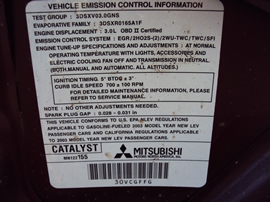 VEHICLE EMISSION CONTROL INFORMATION
TEST GROUP : 3DSXV03.0GNS
EVAPORATIVE FAMILY : 3DSXR0165A1F
ENGINE DISPLACEMENT: 3.0L OBD II Certified
EMISSION CONTROL SYSTEM : EGR/2HO2S-(2)/2WU-TWC/TWC/SFI
ENGINE TUNE-UP SPECIFICATIONS AND ADJUSTMENTS : AT NORMAL
OPERATING TEMPERATURE WITH LIGHTS, ACCESSORIES AND
ELECTRIC COOLING FAN OFF AND TRANSMISSION IN NEUTRAL.
(BOTH MANUAL AND AUTOMATIC. ALL ALTITUDES)
IGNITION TIMING 5° BTDC ± 3°
CURB IDLE SPEED 700 ± 100 RPM
NO OTHER ADJUSTMENTS NEEDED. PLEASE
REFER TO SERVICE MANUAL.
FOR DETAILED MAINTENANCE INFORMATION,
SEE SERVICE MANUAL.
SPARK PLUG GAP : 0.028 - 0.031 in
THIS VEHICLE CONFORMS TO U.S. EPA NLEV REGULATIONS
APPLICABLE TO GASOLINE-FUELED 2003 MODEL YEAR NEW LEV
PASSENGER CARS AND CALIFORNIA REGULATIONS APPLICABLE
TO 2003 MODEL YEAR NEW LEV PASSENGER CARS.
CATALYST
MITSUBISHI
155
3DVCGFFG